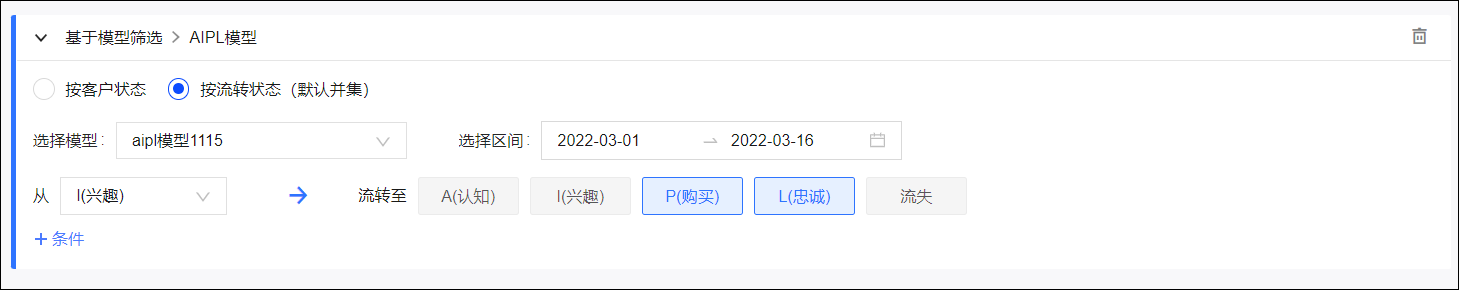 基于模型筛选 > AIPL模型
按客户状态 按流转状态（默认并集）
选择模型: aipl模型1115 选择区间: 2022-03-01 → 2022-03-16
从 I(兴趣) → 流转至 A(认知) I(兴趣) P(购买) L(忠诚) 流失
+ 条件